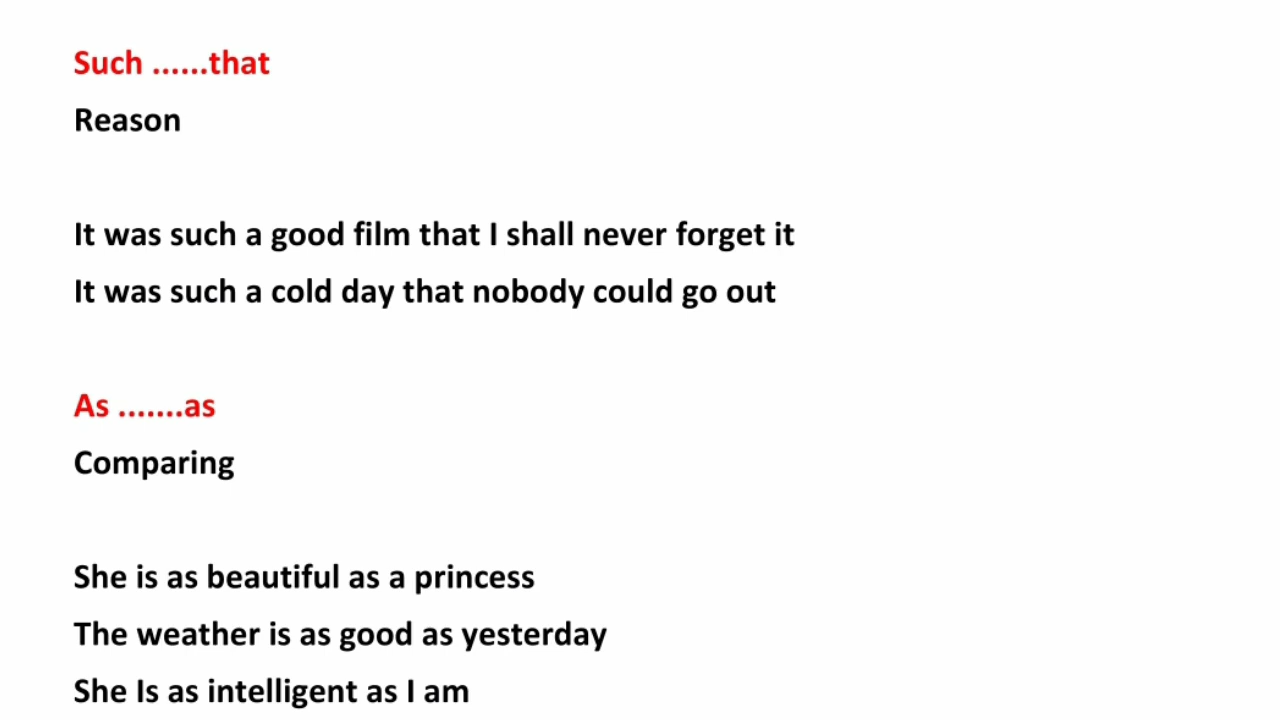 Such ......that
Reason
It was such a good film that I shall never forget it
It was such a cold day that nobody could go out
As .......as
Comparing
She is as beautiful as a princess
The weather is as good as yesterday
She Is as intelligent as I am